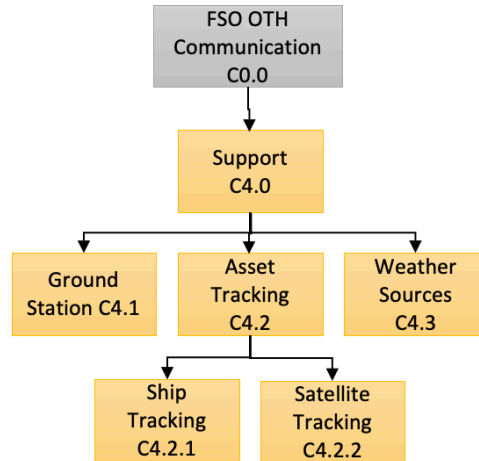 FSO OTH
Communication
C0.0
Support
C4.0
Ground
Station C4.1
Asset
Tracking
C4.2
Weather
Sources
C4.3
Ship
Tracking
C4.2.1
Satellite
Tracking
C4.2.2